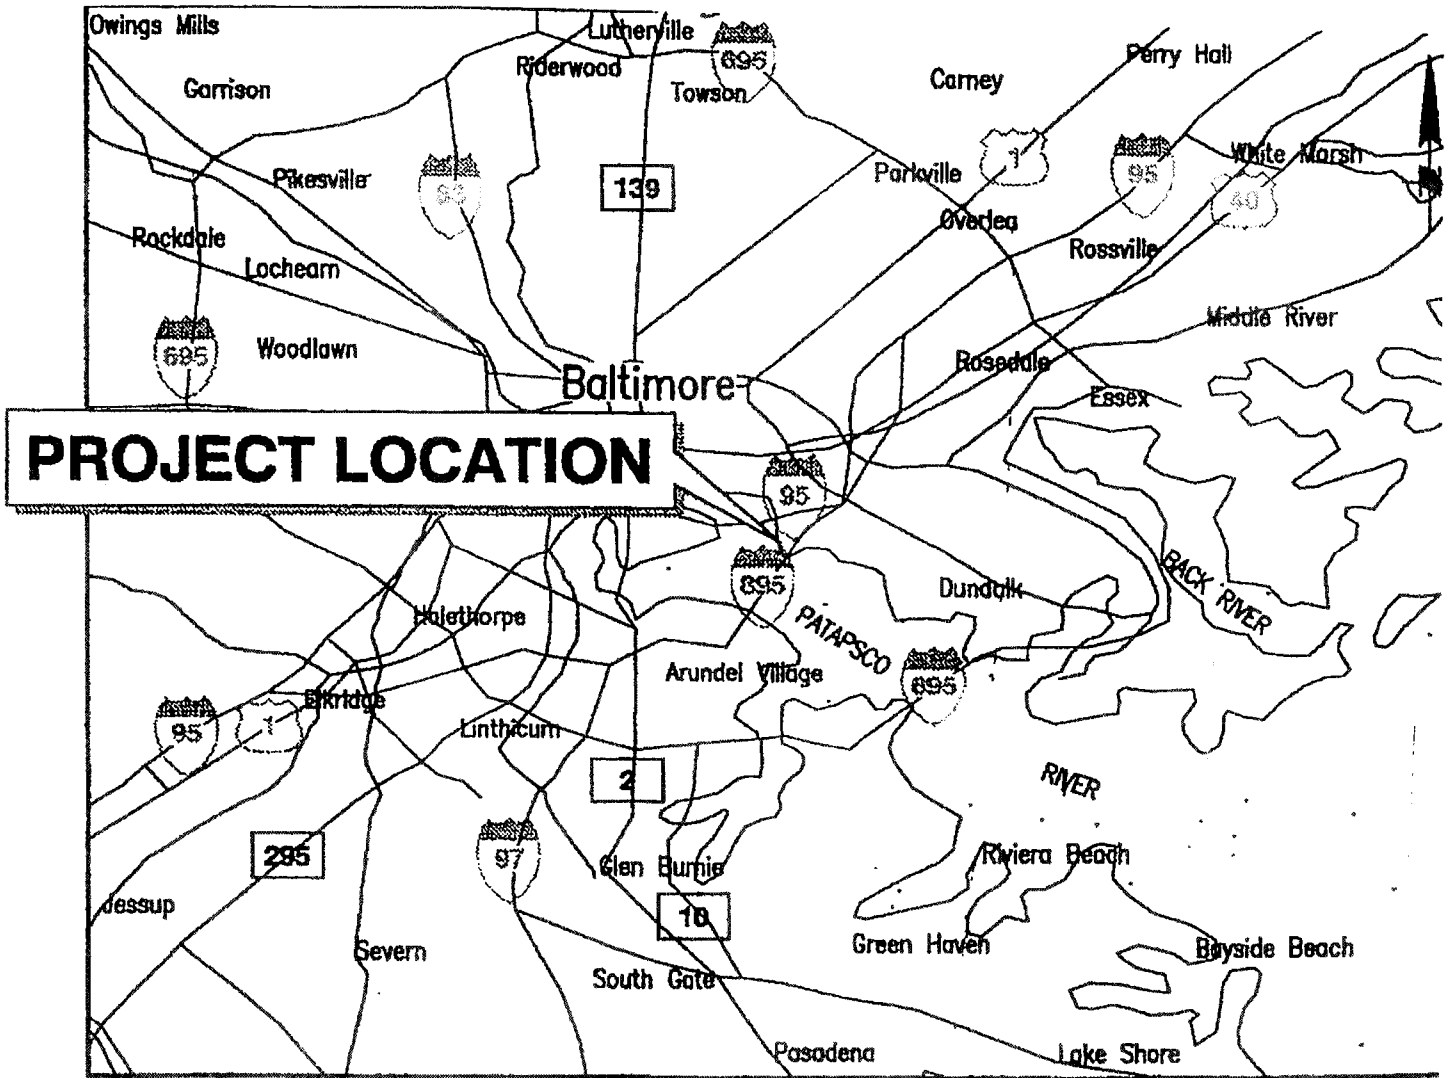 Owings Mills
Lutherville
Riderwood
695
Perry Hall
Garrison
Towson
Carney
1
95
White Marsh
Pikesville
83
139
Parkville
40
N
Overlea
Rockdale
Lochearn
Rossville
Middle River
695
Woodlawn
Rosedale
Baltimore
Essex
PROJECT LOCATION
95
895
BACK RIVER
Dundalk
Halethorpe
PATAPSCO
Arundel Village
695
Elkridge
95
1
Linthicum
2
RIVER
295
97
Glen Burnie
Riviera Beach
Jessup
10
Severn
Green Haven
Bayside Beach
South Gate
Pasadena
Lake Shore